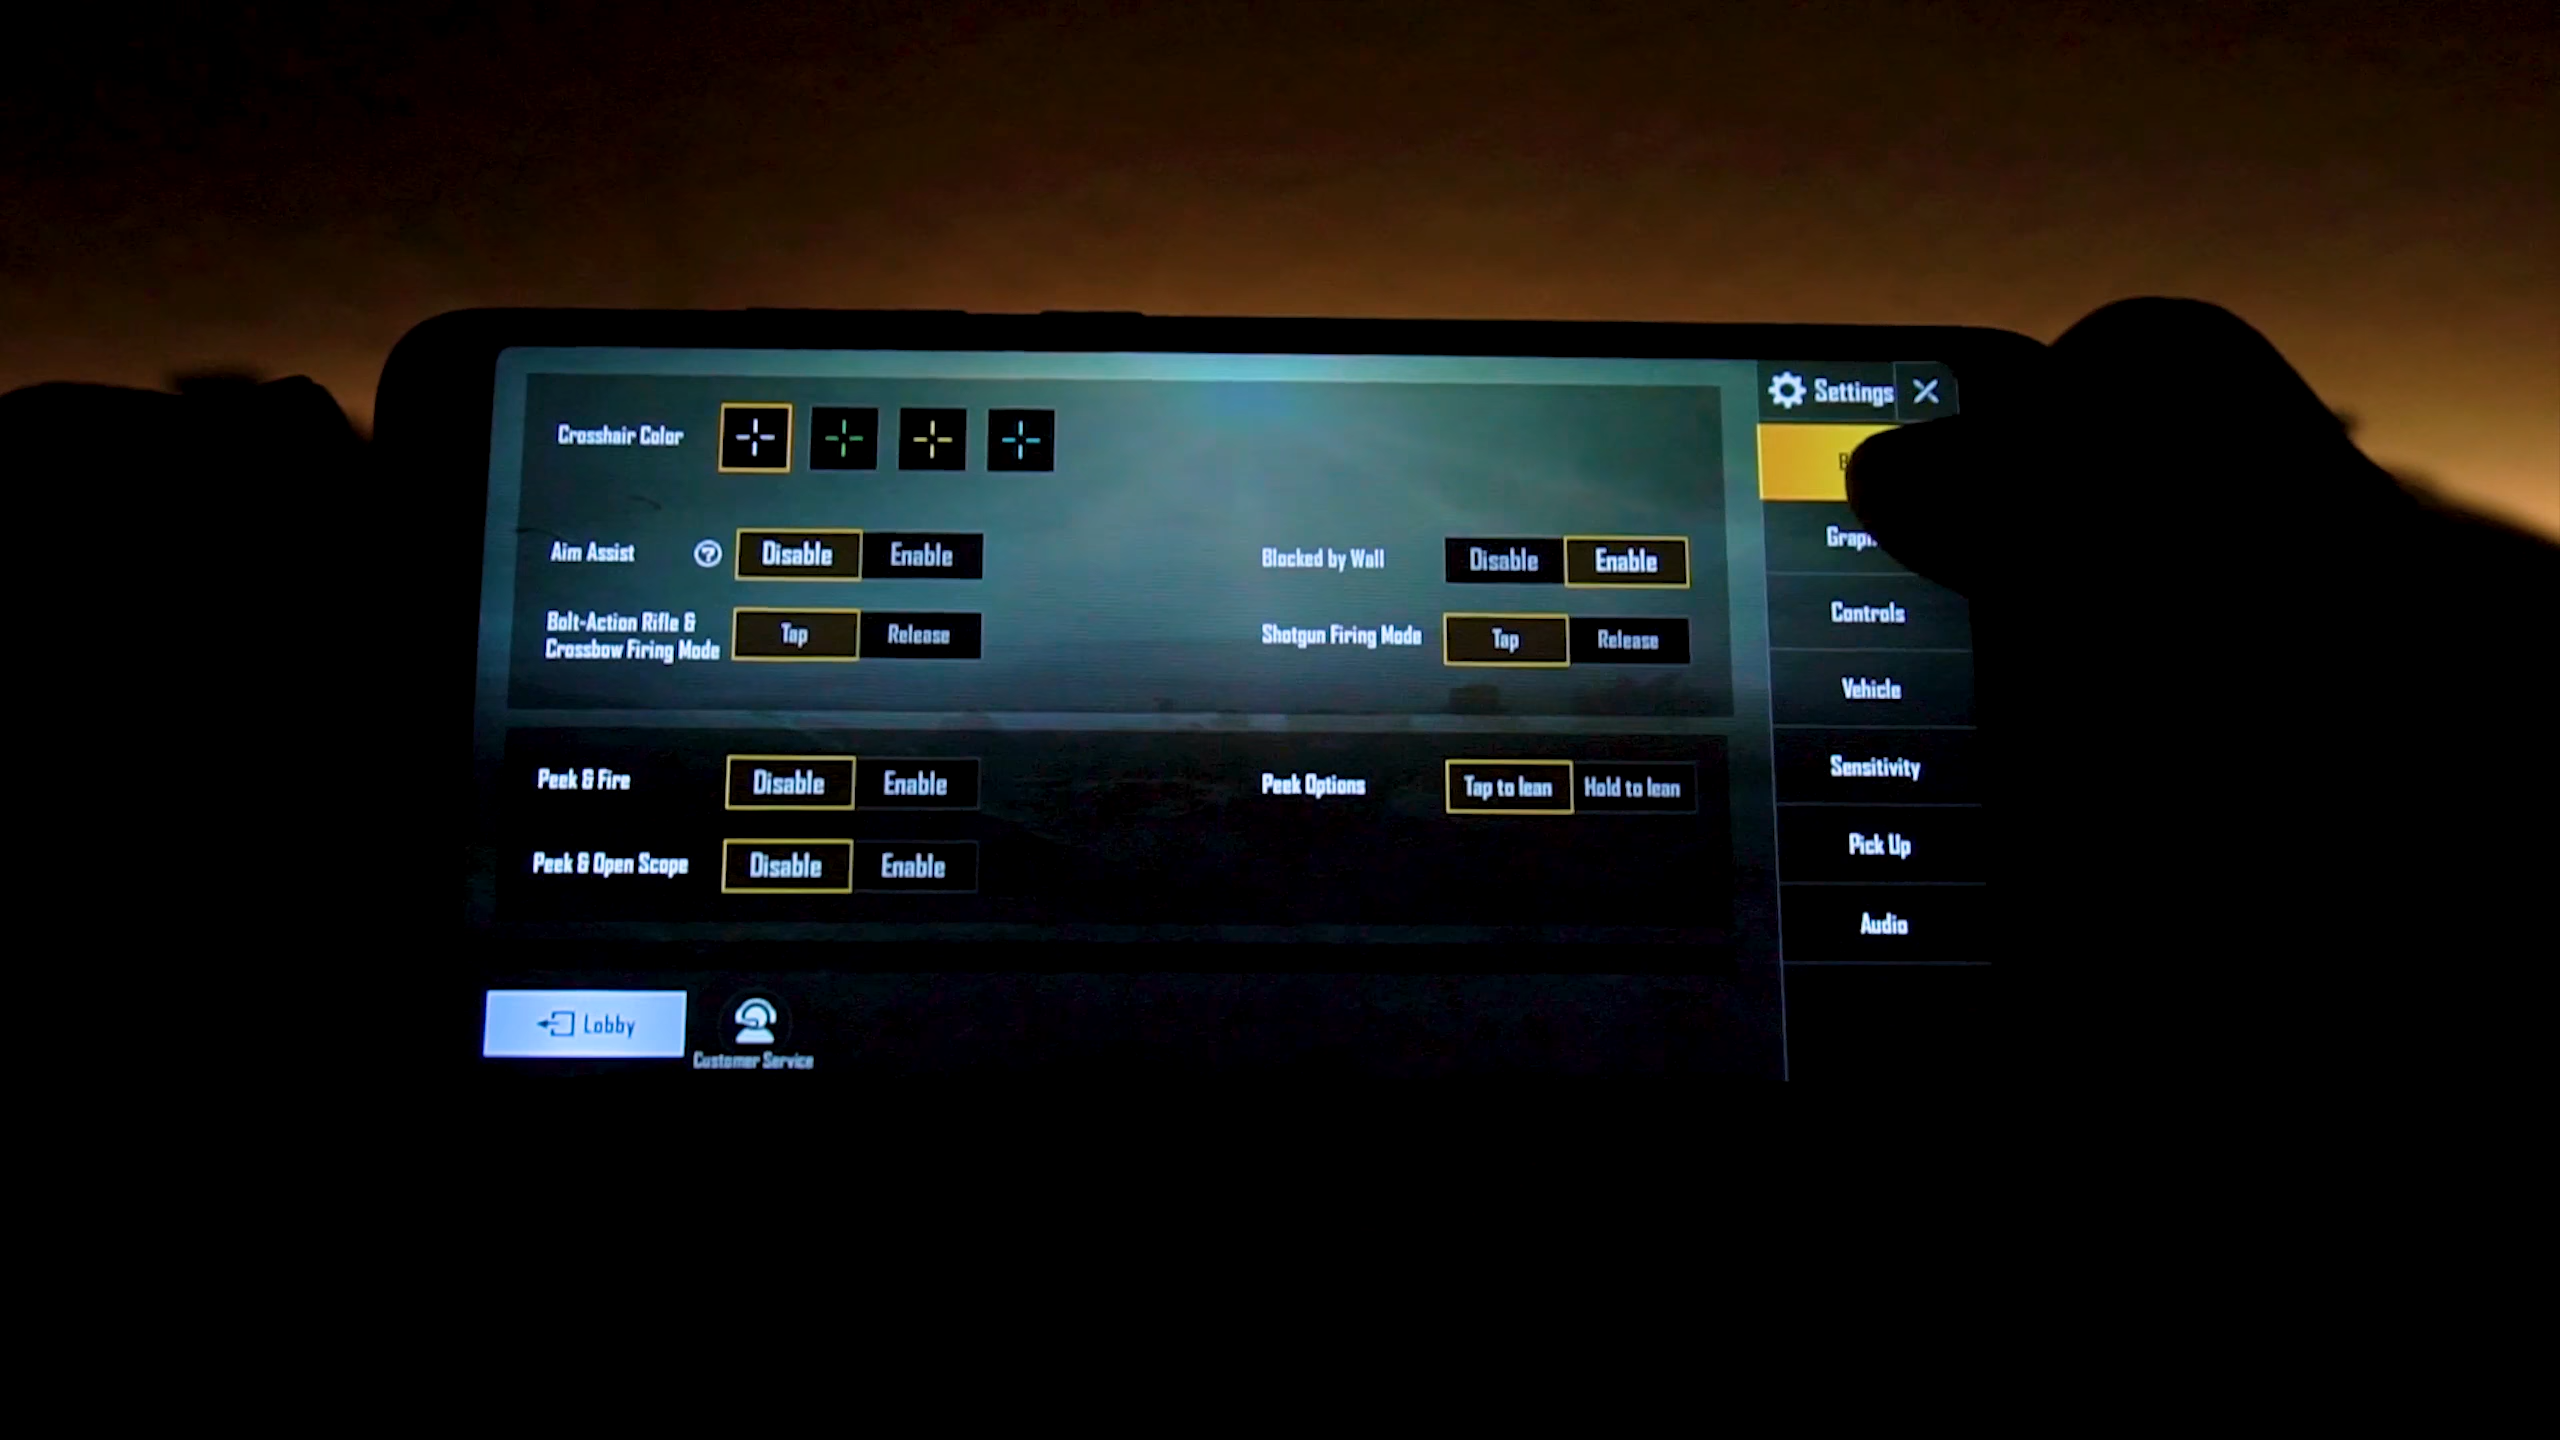 Settings
Crosshair Color
Aim Assist ? Disable Enable
Blocked by Wall Disable Enable
Bolt-Action Rifle &
Crossbow Firing Mode
Tap Release
Shotgun Firing Mode Tap Release
Peek & Fire Disable Enable
Peek Options Tap to lean Hold to lean
Peek & Open Scope Disable Enable
Lobby
Customer Service
Controls
Vehicle
Sensitivity
Pick Up
Audio